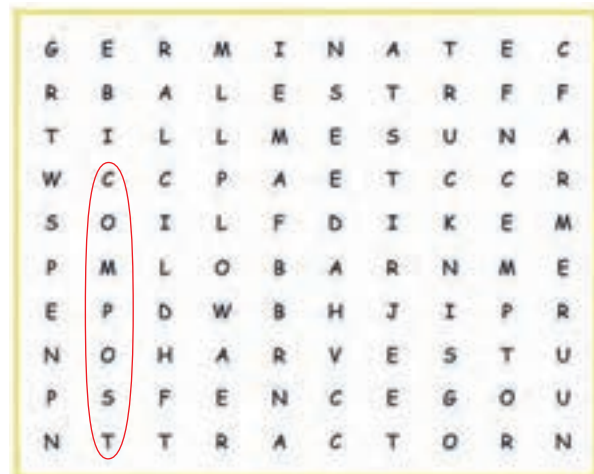 G E R M I N A T E C
R B A L E S T R F F
T I L L M E S U N A
W C C P A E T C C R
S O I L F D I K E M
P M L O B A R N M E
E P D W B H J I P R
N O H A R V E S T U
P S F E N C E G O U
N T T R A C T O R N